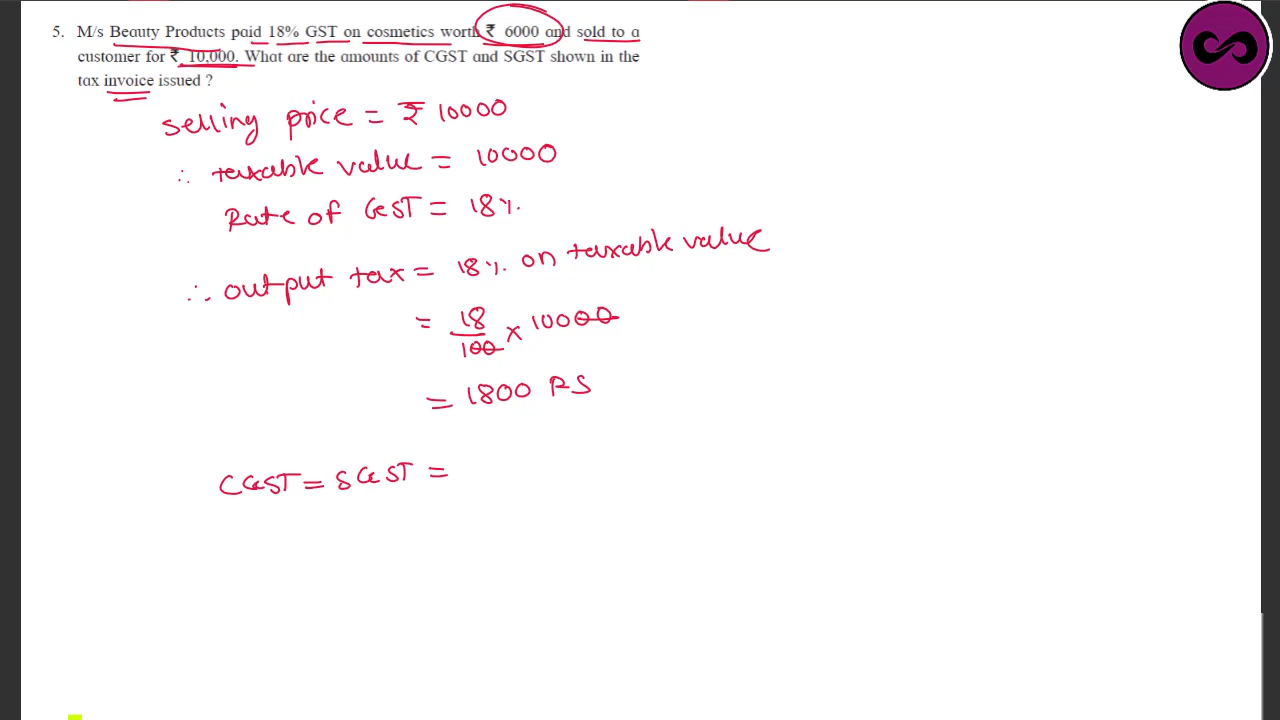 5. M/s Beauty Products paid 18% GST on cosmetics worth ₹ 6000 and sold to a
customer for ₹ 10,000. What are the amounts of CGST and SGST shown in the
tax invoice issued ?
selling price = ₹ 10000
∴ taxable value = 10000
Rate of GST = 18%
∴ output tax = 18% on taxable value
= 18/100 × 10000
= 1800 RS
CGST = SGST =